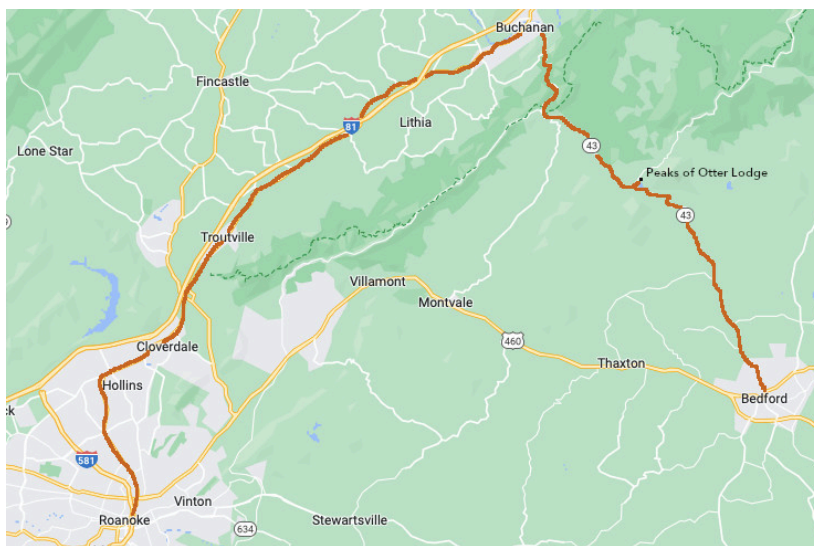 Buchanan
Fincastle
81
Lithia
Lone Star
43
Peaks of Otter Lodge
43
Troutville
Villamont
Montvale
460
Cloverdale
Thaxton
Hollins
ck
Bedford
581
Vinton
Roanoke
634
Stewartsville